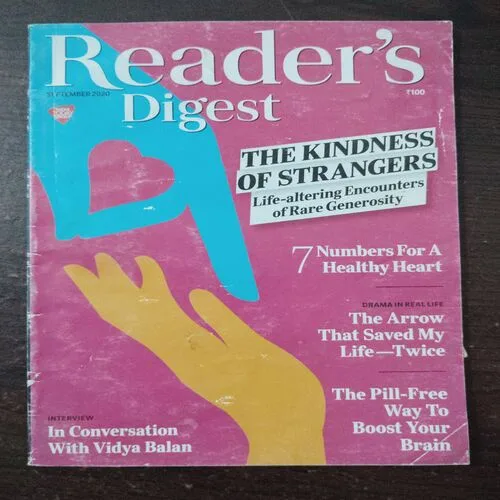 Reader's
Digest
SEPTEMBER 2020
₹100
THE KINDNESS
OF STRANGERS
Life-altering Encounters
of Rare Generosity
7 Numbers For A
Healthy Heart
DRAMA IN REAL LIFE
The Arrow
That Saved My
Life—Twice
The Pill-Free
Way To
Boost Your
Brain
INTERVIEW
In Conversation
With Vidya Balan